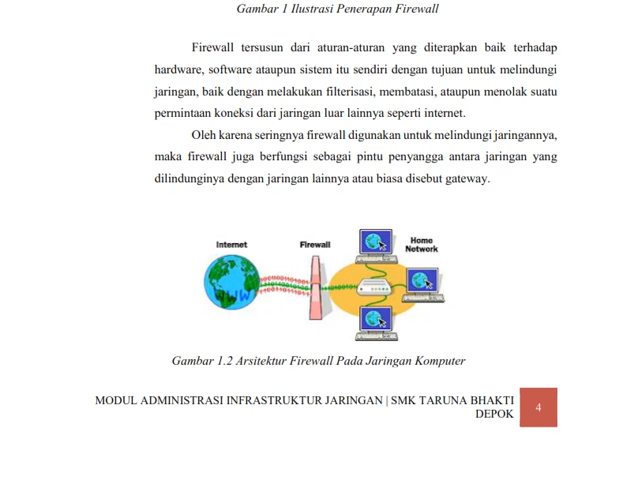 Gambar 1 Ilustrasi Penerapan Firewall
Firewall tersusun dari aturan-aturan yang diterapkan baik terhadap
hardware, software ataupun sistem itu sendiri dengan tujuan untuk melindungi
jaringan, baik dengan melakukan filterisasi, membatasi, ataupun menolak suatu
permintaan koneksi dari jaringan luar lainnya seperti internet.
Oleh karena seringnya firewall digunakan untuk melindungi jaringannya,
maka firewall juga berfungsi sebagai pintu penyangga antara jaringan yang
dilindunginya dengan jaringan lainnya atau biasa disebut gateway.
Internet
Firewall
Home
Network
Gambar 1.2 Arsitektur Firewall Pada Jaringan Komputer
MODUL ADMINISTRASI INFRASTRUKTUR JARINGAN | SMK TARUNA BHAKTI
DEPOK
4